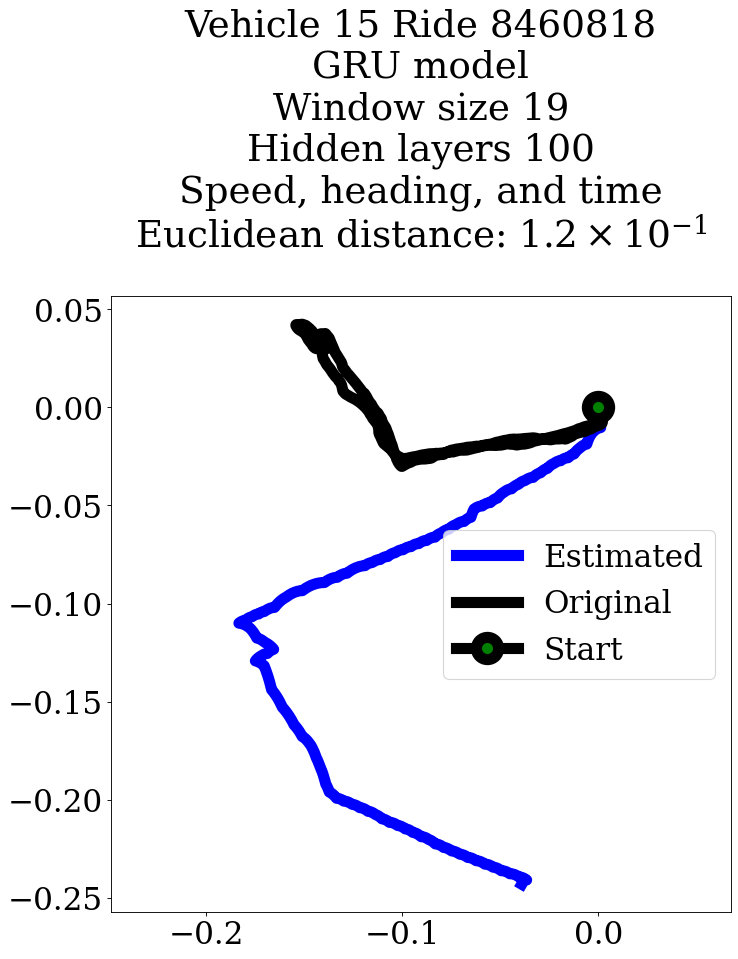 Vehicle 15 Ride 8460818
GRU model
Window size 19
Hidden layers 100
Speed, heading, and time
Euclidean distance: 1.2 × 10⁻¹
0.05
0.00
−0.05
−0.10
−0.15
−0.20
−0.25
Estimated
Original
Start
−0.2
−0.1
0.0